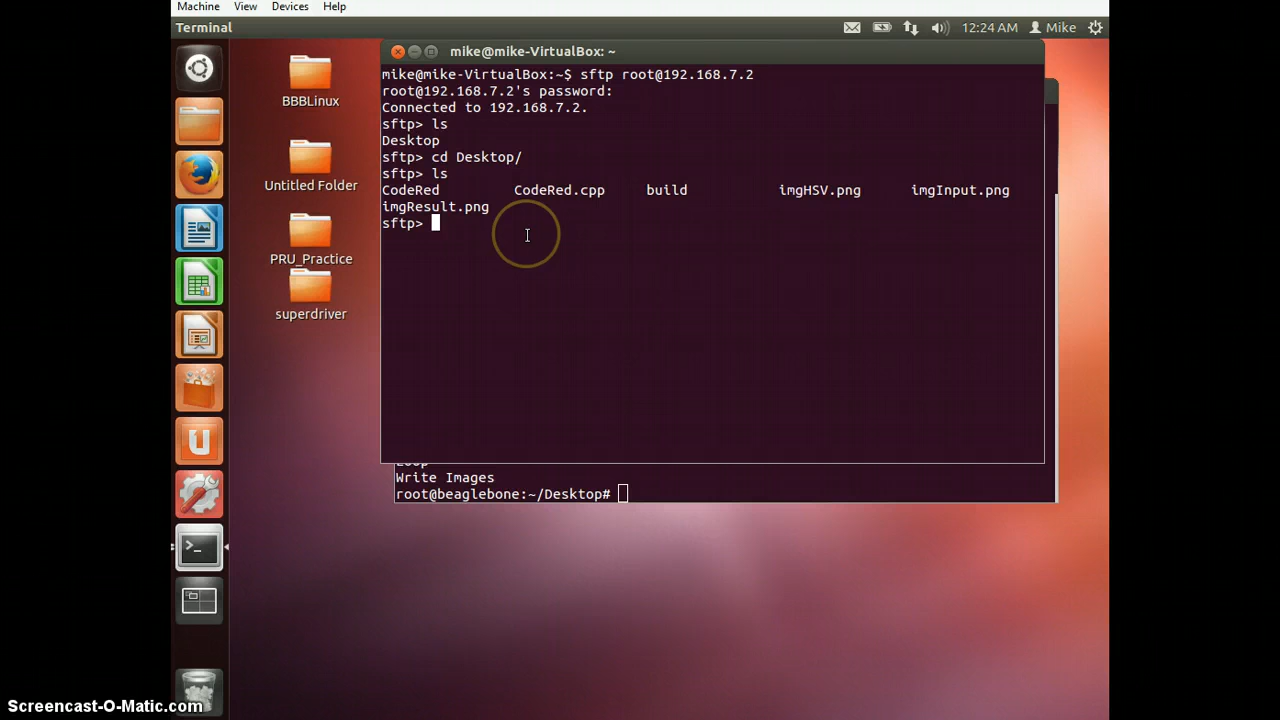 Machine View Devices Help
Terminal
12:24 AM Mike
mike@mike-VirtualBox: ~
BBBLinux
Untitled Folder
PRU_Practice
superdriver
mike@mike-VirtualBox:~$ sftp root@192.168.7.2
root@192.168.7.2's password:
Connected to 192.168.7.2.
sftp> ls
Desktop
sftp> cd Desktop/
sftp> ls
CodeRed CodeRed.cpp build imgHSV.png imgInput.png
imgResult.png
sftp>
Loop
Write Images
root@beaglebone:~/Desktop#
Screencast-O-Matic.com